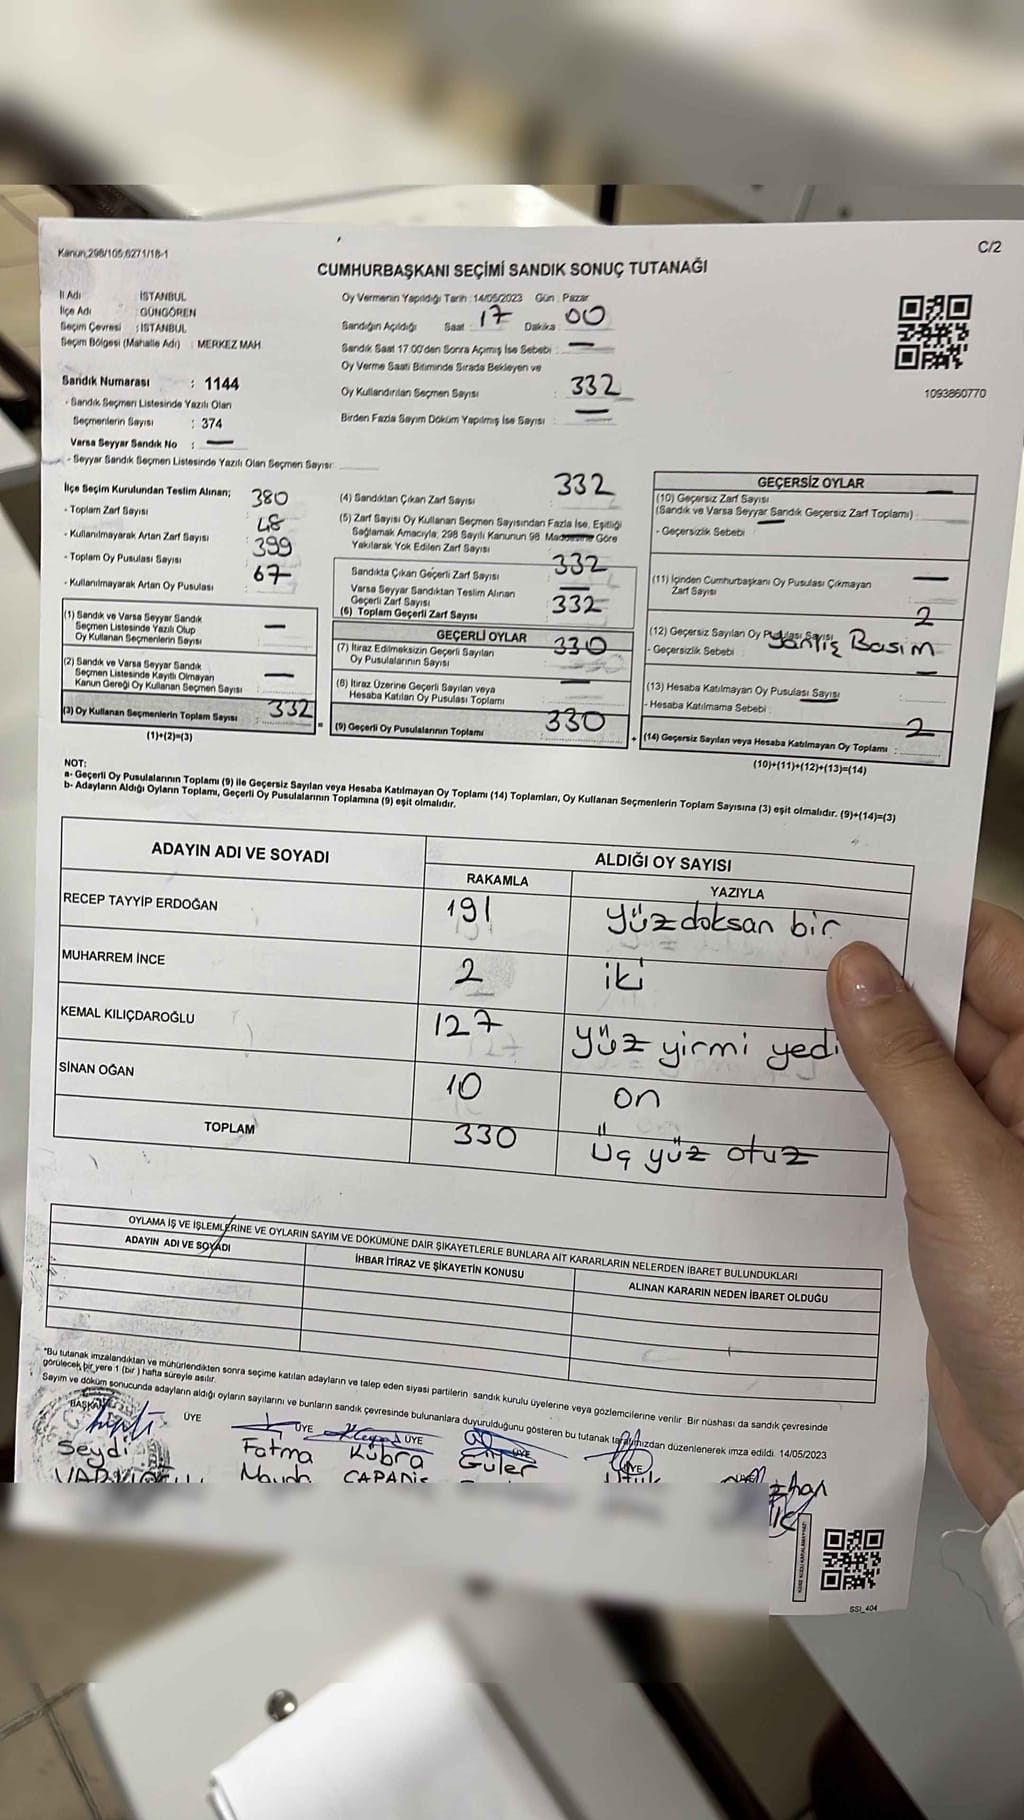 Kanun,298/105,6271/18-1
C/2
CUMHURBAŞKANI SEÇİMİ SANDIK SONUÇ TUTANAĞI
İl Adı : İSTANBUL
İlçe Adı : GÜNGÖREN
Seçim Çevresi : İSTANBUL
Seçim Bölgesi (Mahalle Adı) : MERKEZ MAH.
Sandık Numarası : 1144
- Sandık Seçmen Listesinde Yazılı Olan
Seçmenlerin Sayısı : 374
Varsa Seyyar Sandık No : —
- Seyyar Sandık Seçmen Listesinde Yazılı Olan Seçmen Sayısı:
Oy Vermenin Yapıldığı Tarih : 14/05/2023 Gün : Pazar
Sandığın Açıldığı Saat 17 Dakika 00
Sandık Saat 17.00'den Sonra Açımış İse Sebebi : —
Oy Verme Saati Bitiminde Sırada Bekleyen ve
Oy Kullandırılan Seçmen Sayısı : 332
Birden Fazla Sayım Döküm Yapılmış İse Sayısı : —
1093860770
İlçe Seçim Kurulundan Teslim Alınan;
- Toplam Zarf Sayısı : 380
- Kullanılmayarak Artan Zarf Sayısı : 48
- Toplam Oy Pusulası Sayısı : 399
- Kullanılmayarak Artan Oy Pusulası : 67
(1) Sandık ve Varsa Seyyar Sandık
Seçmen Listesinde Yazılı Olup
Oy Kullanan Seçmenlerin Sayısı —
(2) Sandık ve Varsa Seyyar Sandık
Seçmen Listesinde Kayıtlı Olmayan
Kanun Gereği Oy Kullanan Seçmen Sayısı —
(3) Oy Kullanan Seçmenlerin Toplam Sayısı : 332
(1)+(2)=(3)
(4) Sandıktan Çıkan Zarf Sayısı : 332
(5) Zarf Sayısı Oy Kullanan Seçmen Sayısından Fazla İse, Eşitliği
Sağlamak Amacıyla, 298 Sayılı Kanunun 98. Maddesine Göre
Yakılarak Yok Edilen Zarf Sayısı
Sandıkta Çıkan Geçerli Zarf Sayısı 332
Varsa Seyyar Sandıktan Teslim Alınan
Geçerli Zarf Sayısı —
(6) Toplam Geçerli Zarf Sayısı 332
GEÇERLİ OYLAR
(7) İtiraz Edilmeksizin Geçerli Sayılan
Oy Pusulalarının Sayısı 330
(8) İtiraz Üzerine Geçerli Sayılan veya
Hesaba Katılan Oy Pusulası Toplamı —
(9) Geçerli Oy Pusulalarının Toplamı 330
GEÇERSİZ OYLAR
(10) Geçersiz Zarf Sayısı
(Sandık ve Varsa Seyyar Sandık Geçersiz Zarf Toplamı) : —
- Geçersizlik Sebebi : —
(11) İçinden Cumhurbaşkanı Oy Pusulası Çıkmayan
Zarf Sayısı —
(12) Geçersiz Sayılan Oy Pusulası Sayısı 2
- Geçersizlik Sebebi : Yanlış Basım
(13) Hesaba Katılmayan Oy Pusulası Sayısı —
- Hesaba Katılmama Sebebi : —
(14) Geçersiz Sayılan veya Hesaba Katılmayan Oy Toplamı : 2
(10)+(11)+(12)+(13)=(14)
NOT:
a- Geçerli Oy Pusulalarının Toplamı (9) ile Geçersiz Sayılan veya Hesaba Katılmayan Oy Toplamı (14) Toplamları, Oy Kullanan Seçmenlerin Toplam Sayısına (3) eşit olmalıdır. (9)+(14)=(3)
b- Adayların Aldığı Oyların Toplamı, Geçerli Oy Pusulalarının Toplamına (9) eşit olmalıdır.
ADAYIN ADI VE SOYADI ALDIĞI OY SAYISI
RAKAMLA YAZIYLA
RECEP TAYYİP ERDOĞAN 191 yüzdoksan bir
MUHARREM İNCE 2 iki
KEMAL KILIÇDAROĞLU 127 yüz yirmi yedi
SİNAN OĞAN 10 on
TOPLAM 330 üç yüz otuz
OYLAMA İŞ VE İŞLEMLERİNE VE OYLARIN SAYIM VE DÖKÜMÜNE DAİR ŞİKAYETLERLE BUNLARA AİT KARARLARIN NELERDEN İBARET BULUNDUKLARI
ADAYIN ADI VE SOYADI İHBAR İTİRAZ VE ŞİKAYETİN KONUSU ALINAN KARARIN NEDEN İBARET OLDUĞU
*Bu tutanak imzalandıktan ve mühürlendikten sonra seçime katılan adayların ve talep eden siyasi partilerin sandık kurulu üyelerine veya gözlemcilerine verilir. Bir nüshası da sandık çevresinde
görülecek bir yere 1 (bir) hafta süreyle asılır.
Sayım ve döküm sonucunda adayların aldığı oyların sayılarını ve bunların sandık çevresinde bulunanlara duyurulduğunu gösteren bu tutanak tarafımızdan düzenlenerek imza edildi. 14/05/2023
BAŞKAN ÜYE ÜYE ÜYE ÜYE ÜYE
Seydi Fatma Kübra Güler
SSI_404